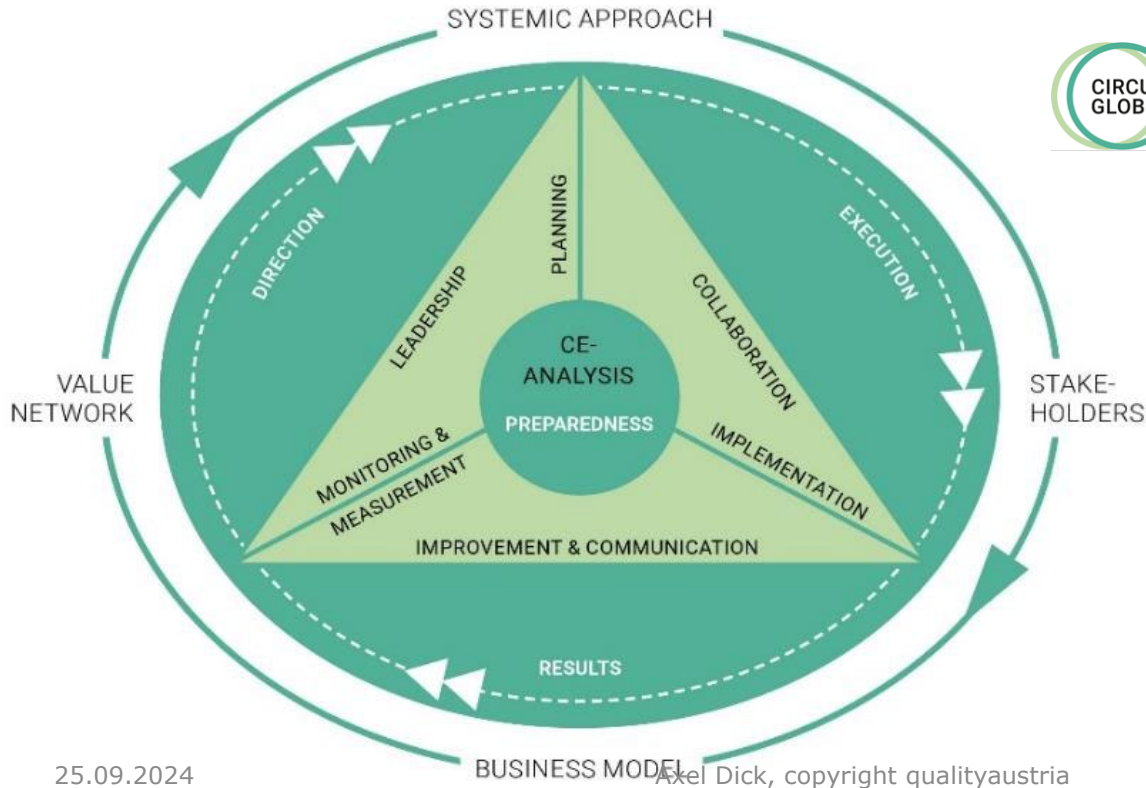 SYSTEMIC APPROACH
CIRCU
GLOB
DIRECTION
PLANNING
EXECUTION
LEADERSHIP
COLLABORATION
CE-
ANALYSIS
PREPAREDNESS
VALUE
NETWORK
STAKE-
HOLDERS
MONITORING &
MEASUREMENT
IMPLEMENTATION
IMPROVEMENT & COMMUNICATION
RESULTS
BUSINESS MODEL
25.09.2024
Axel Dick, copyright qualityaustria